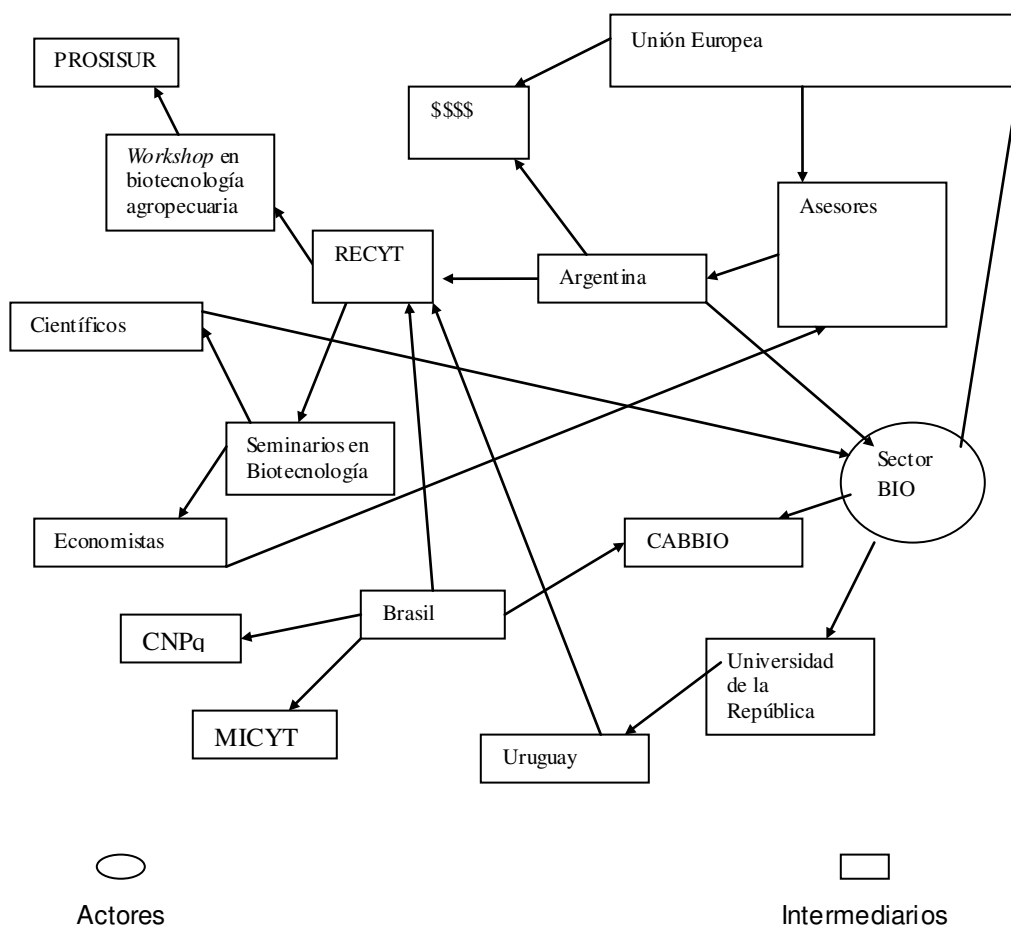 Unión Europea
PROSISUR
$$$$
Workshop en
biotecnología
agropecuaria
Asesores
RECYT
Argentina
Científicos
Seminarios en
Biotecnología
Sector
BIO
Economistas
CABBIO
Brasil
CNPq
Universidad
de la
República
MICYT
Uruguay
Actores
Intermediarios